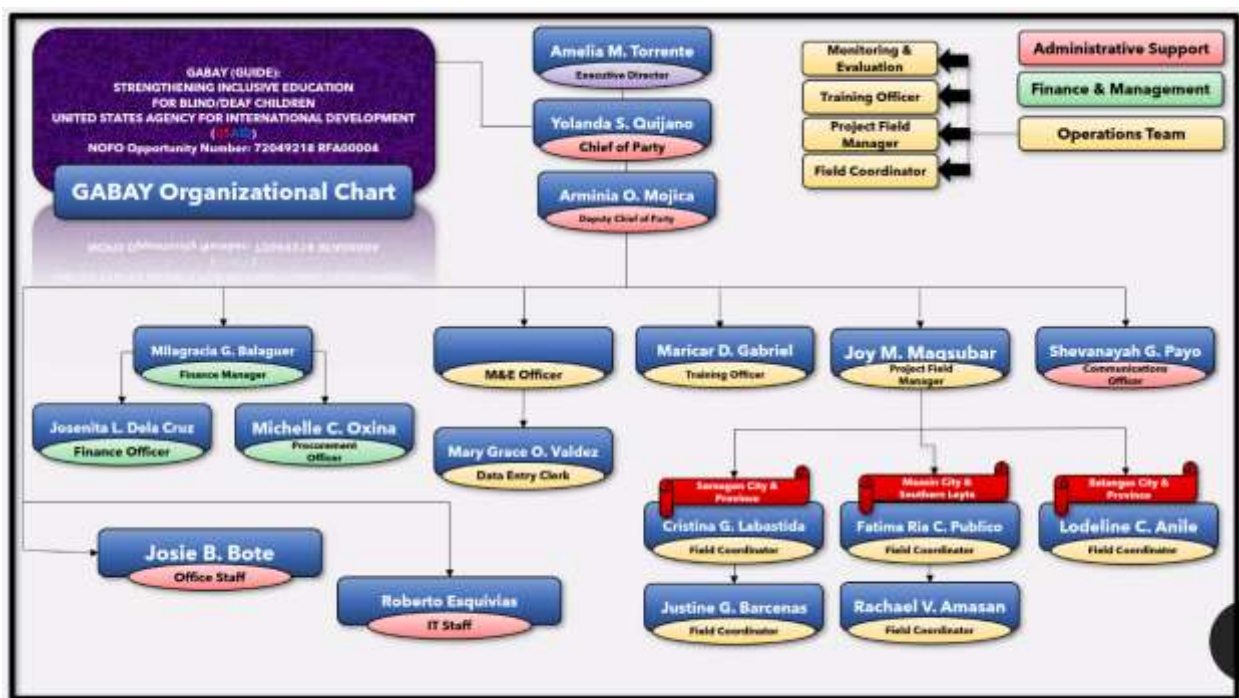 GABAY (GUIDE):
STRENGTHENING INCLUSIVE EDUCATION
FOR BLIND/DEAF CHILDREN
UNITED STATES AGENCY FOR INTERNATIONAL DEVELOPMENT
(USAID)
NOFO Opportunity Number: 72049218 RFA00004
GABAY Organizational Chart
Amelia M. Torrente
Executive Director
Yolanda S. Quijano
Chief of Party
Arminia O. Mojica
Deputy Chief of Party
Monitoring &
Evaluation
Training Officer
Project Field
Manager
Field Coordinator
Administrative Support
Finance & Management
Operations Team
Milagracia G. Balaguer
Finance Manager
Josenita L. Dela Cruz
Finance Officer
Michelle C. Oxina
Procurement
Officer
M&E Officer
Mary Grace O. Valdez
Data Entry Clerk
Maricar D. Gabriel
Training Officer
Joy M. Maqsubar
Project Field
Manager
Shevanayah G. Payo
Communications
Officer
Sorsogon City &
Province
Cristina G. Labastida
Field Coordinator
Justine G. Barcenas
Field Coordinator
Maasin City &
Southern Leyte
Fatima Ria C. Publico
Field Coordinator
Rachael V. Amasan
Field Coordinator
Batangas City &
Province
Lodeline C. Anile
Field Coordinator
Josie B. Bote
Office Staff
Roberto Esquivias
IT Staff